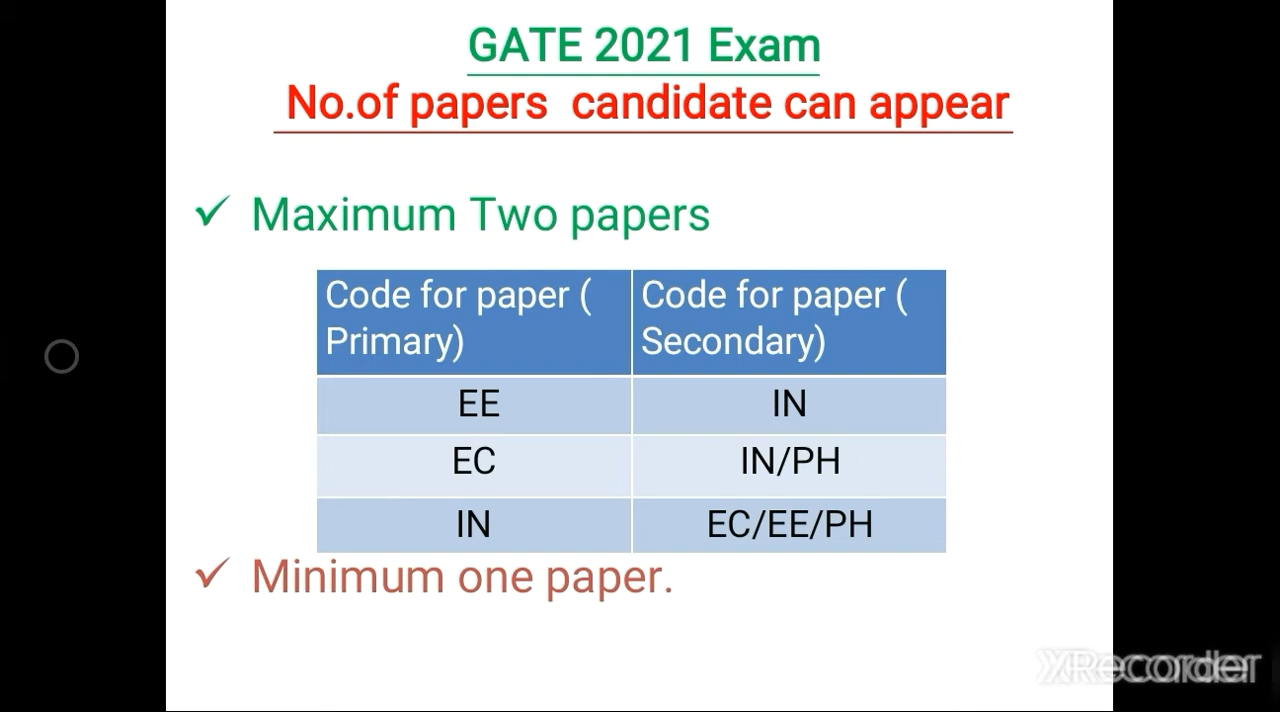 GATE 2021 Exam
No.of papers candidate can appear
✓ Maximum Two papers
Code for paper ( Code for paper (
Primary) Secondary)
EE IN
EC IN/PH
IN EC/EE/PH
✓ Minimum one paper.
XRecorder